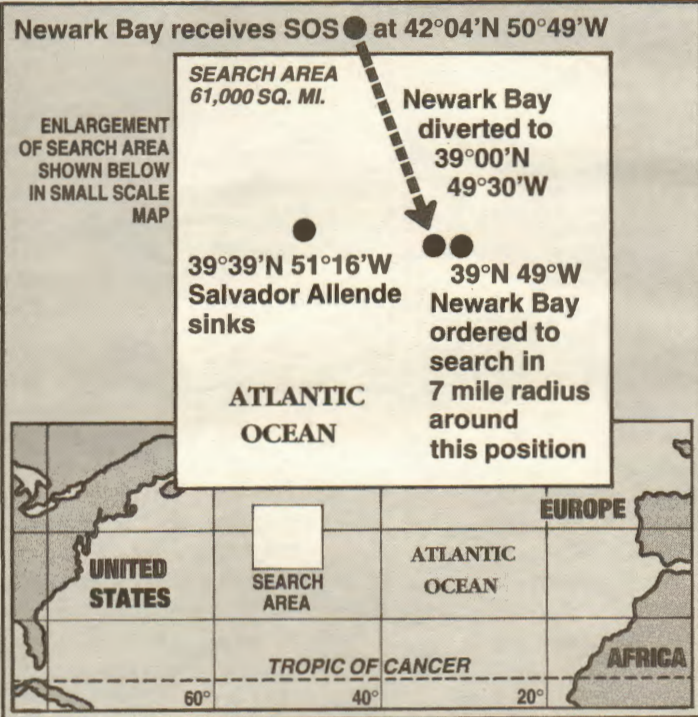 Newark Bay receives SOS ● at 42°04'N 50°49'W
SEARCH AREA
61,000 SQ. MI.
ENLARGEMENT
OF SEARCH AREA
SHOWN BELOW
IN SMALL SCALE
MAP
Newark Bay
diverted to
39°00'N
49°30'W
39°39'N 51°16'W
Salvador Allende
sinks
39°N 49°W
Newark Bay
ordered to
search in
7 mile radius
around
this position
ATLANTIC
OCEAN
UNITED
STATES
SEARCH
AREA
ATLANTIC
OCEAN
EUROPE
AFRICA
TROPIC OF CANCER
60°
40°
20°